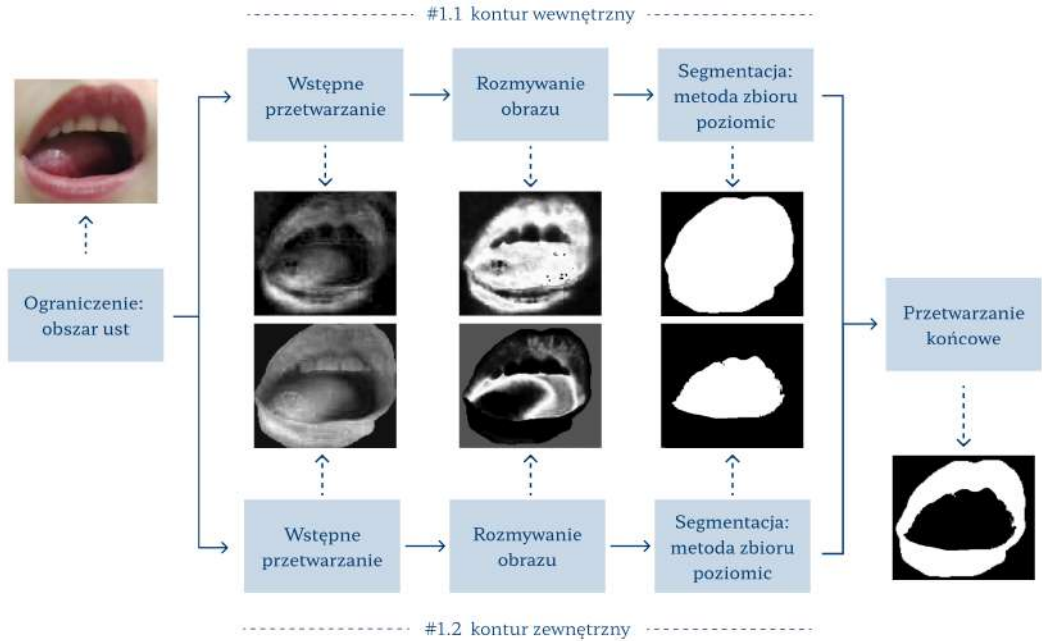 #1.1 kontur wewnętrzny
Wstępne
przetwarzanie
Rozmywanie
obrazu
Segmentacja:
metoda zbioru
poziomic
Ograniczenie:
obszar ust
Przetwarzanie
końcowe
Wstępne
przetwarzanie
Rozmywanie
obrazu
Segmentacja:
metoda zbioru
poziomic
#1.2 kontur zewnętrzny